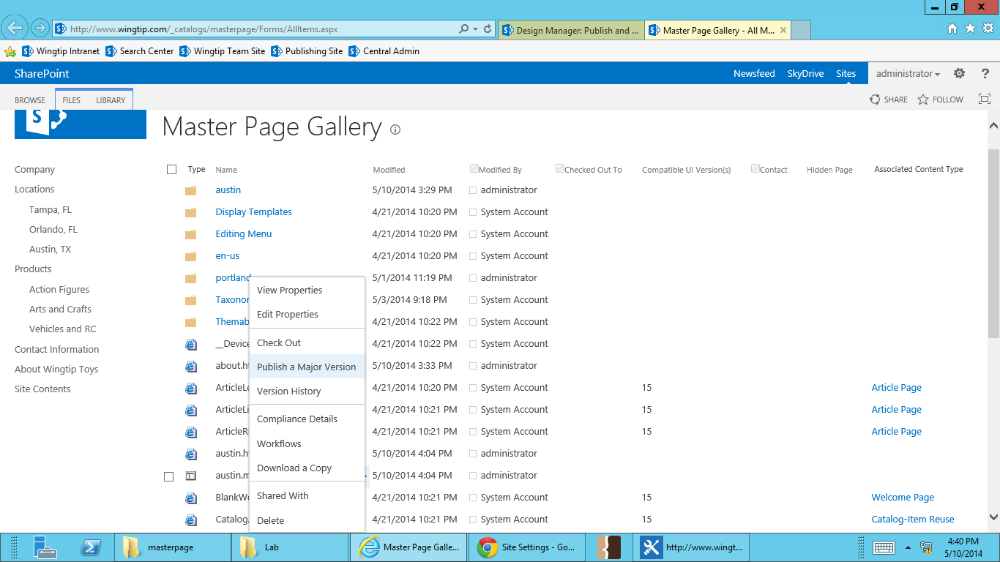 http://www.wingtip.com/_catalogs/masterpage/Forms/AllItems.aspx
Design Manager: Publish and ...
Master Page Gallery - All M...
Wingtip Intranet
Search Center
Wingtip Team Site
Publishing Site
Central Admin
SharePoint
Newsfeed
SkyDrive
Sites
administrator
?
BROWSE
FILES
LIBRARY
SHARE
FOLLOW
S
Master Page Gallery
Company
Locations
Tampa, FL
Orlando, FL
Austin, TX
Products
Action Figures
Arts and Crafts
Vehicles and RC
Contact Information
About Wingtip Toys
Site Contents
Type Name Modified Modified By Checked Out To Compatible UI Version(s) Contact Hidden Page Associated Content Type
austin 5/10/2014 3:29 PM administrator
Display Templates 4/21/2014 10:20 PM System Account
Editing Menu 4/21/2014 10:20 PM System Account
en-us 4/21/2014 10:20 PM System Account
portland 5/1/2014 11:19 PM administrator
Taxonor 5/3/2014 9:18 PM System Account
Themab 4/21/2014 10:22 PM System Account
__Device 4/21/2014 10:22 PM System Account
about.ht 5/10/2014 3:33 PM administrator
ArticleLe 4/21/2014 10:20 PM System Account 15 Article Page
ArticleLi 4/21/2014 10:21 PM System Account 15 Article Page
ArticleR 4/21/2014 10:21 PM System Account 15 Article Page
austin.h 5/10/2014 4:04 PM administrator
austin.m 5/10/2014 4:04 PM administrator
BlankWe 4/21/2014 10:21 PM System Account 15 Welcome Page
Catalog 4/21/2014 10:21 PM System Account 15 Catalog-Item Reuse
View Properties
Edit Properties
Check Out
Publish a Major Version
Version History
Compliance Details
Workflows
Download a Copy
Shared With
Delete
masterpage
Lab
Master Page Galle...
Site Settings - Go...
http://www.wingt...
4:40 PM
5/10/2014